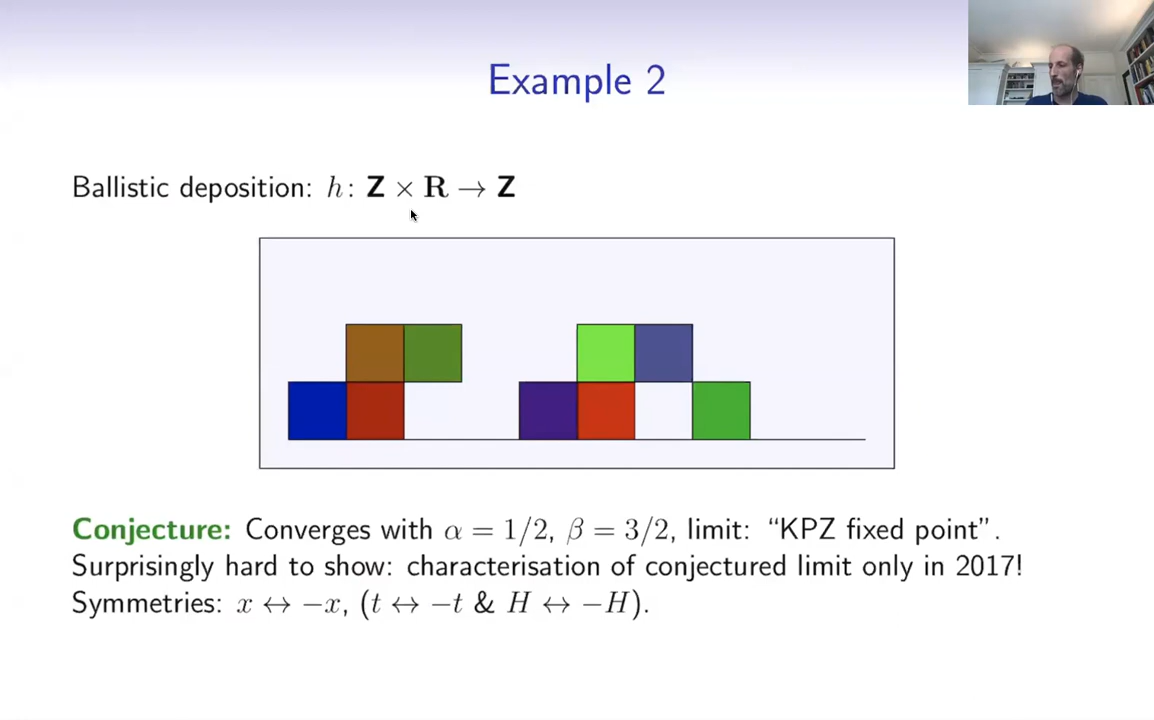 Example 2
Ballistic deposition: h: Z × R → Z
Conjecture: Converges with α = 1/2, β = 3/2, limit: “KPZ fixed point”.
Surprisingly hard to show: characterisation of conjectured limit only in 2017!
Symmetries: x ↔ −x, (t ↔ −t & H ↔ −H).